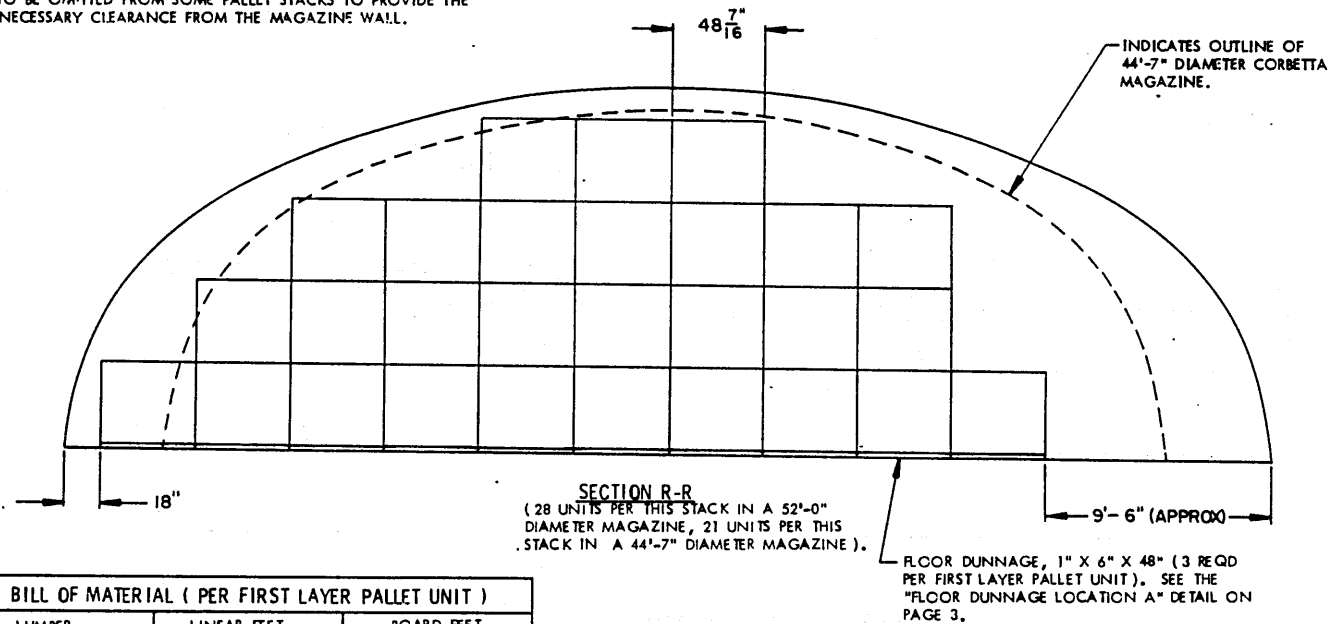 TO BE OMITTED FROM SOME PALLET STACKS TO PROVIDE THE
NECESSARY CLEARANCE FROM THE MAGAZINE WALL.
48 7/16"
INDICATES OUTLINE OF
44'-7" DIAMETER CORBETTA
MAGAZINE.
18"
SECTION R-R
( 28 UNITS PER THIS STACK IN A 52'-0"
DIAMETER MAGAZINE, 21 UNITS PER THIS
STACK IN A 44'-7" DIAMETER MAGAZINE ).
9'- 6" (APPROX)
FLOOR DUNNAGE, 1" X 6" X 48" (3 REQD
PER FIRST LAYER PALLET UNIT). SEE THE
"FLOOR DUNNAGE LOCATION A" DETAIL ON
PAGE 3.
BILL OF MATERIAL ( PER FIRST LAYER PALLET UNIT )
LUMBER LINEAR FEET BOARD FEET